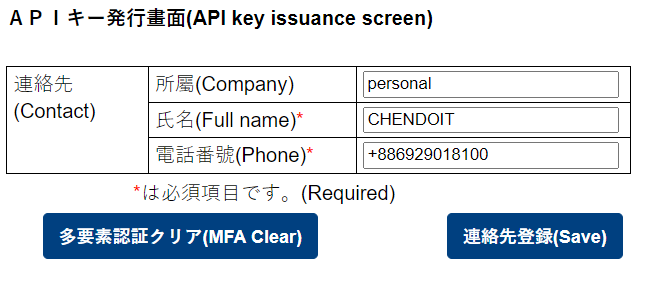 ＡＰＩキー発行畫面(API key issuance screen)
連絡先
(Contact)
所屬(Company)
personal
氏名(Full name)*
CHENDOIT
電話番號(Phone)*
+886929018100
*は必須項目です。(Required)
多要素認証クリア(MFA Clear)
連絡先登録(Save)